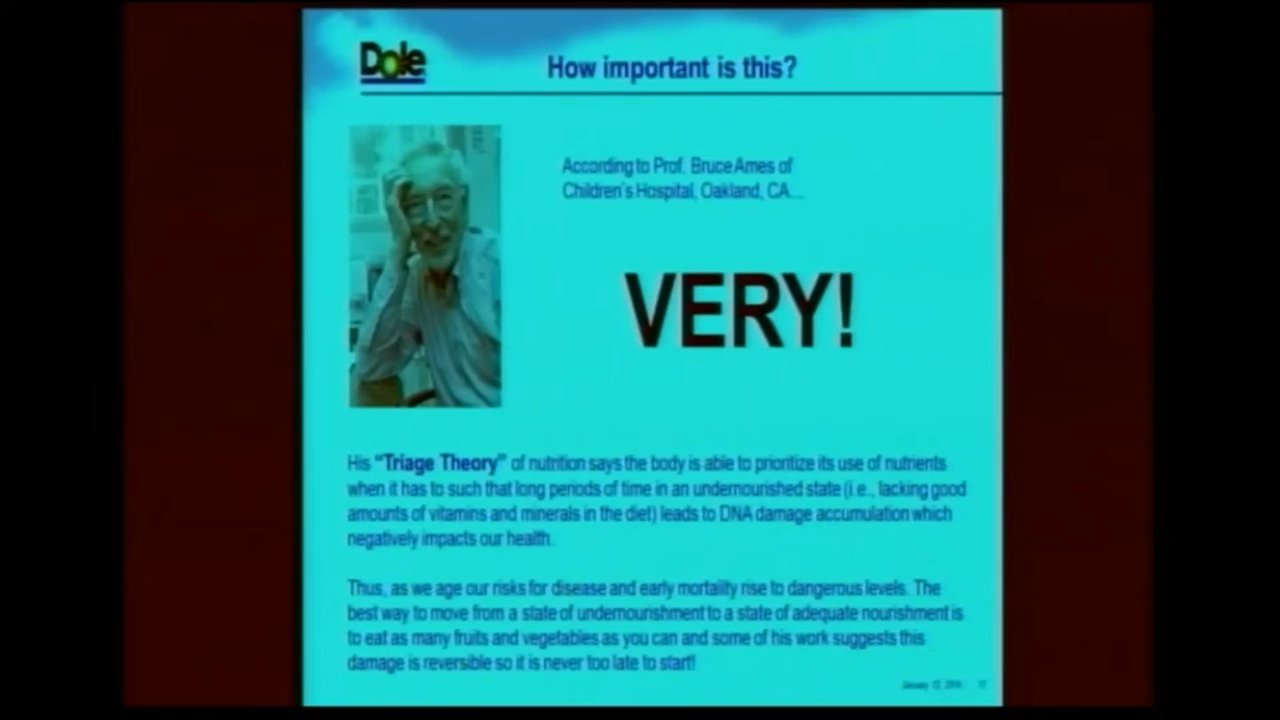 Dole
How important is this?
According to Prof. Bruce Ames of
Children's Hospital, Oakland, CA...
VERY!
His "Triage Theory" of nutrition says the body is able to prioritize its use of nutrients
when it has to such that long periods of time in an undernourished state (i.e., lacking good
amounts of vitamins and minerals in the diet) leads to DNA damage accumulation which
negatively impacts our health.
Thus, as we age our risks for disease and early mortality rise to dangerous levels. The
best way to move from a state of undernourishment to a state of adequate nourishment is
to eat as many fruits and vegetables as you can and some of his work suggests this
damage is reversible so it is never too late to start!
January